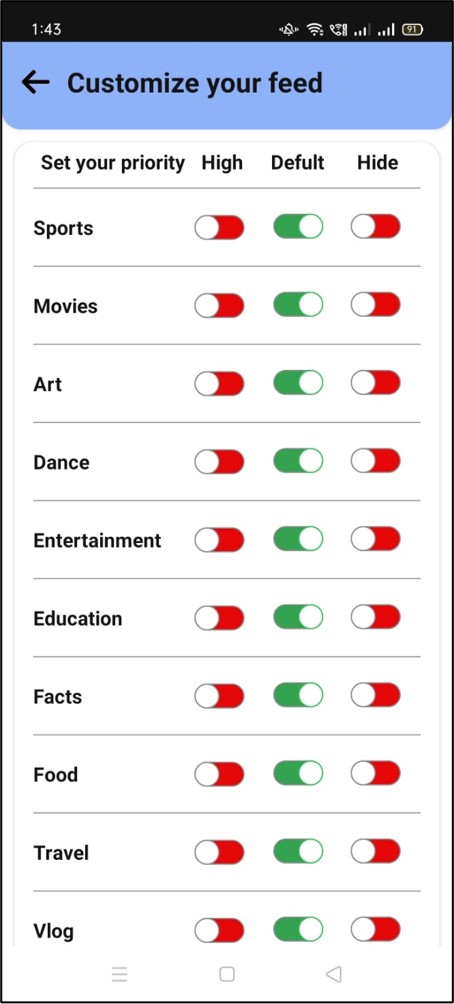 1:43 91
Customize your feed
Set your priority High Defult Hide
Sports
Movies
Art
Dance
Entertainment
Education
Facts
Food
Travel
Vlog